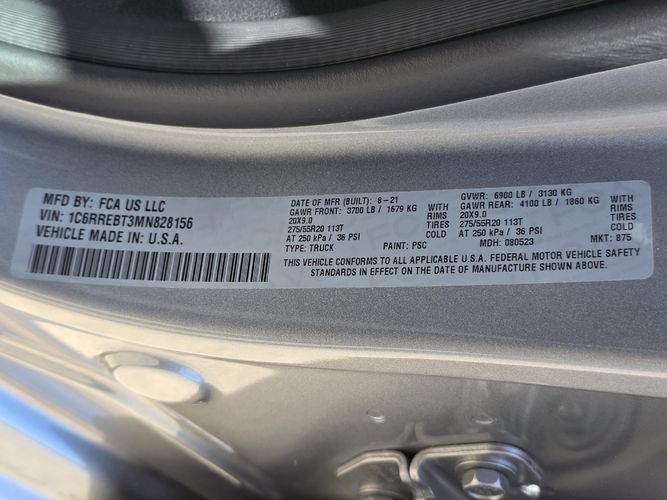 MFD BY: FCA US LLC
VIN: 1C6RREBT3MN828156
VEHICLE MADE IN: U.S.A.
DATE OF MFR (BUILT): 8-21
GAWR FRONT: 3700 LB / 1679 KG
20X9.0 RIMS
275/55R20 113T TIRES
AT 250 kPa / 36 PSI COLD
TYPE: TRUCK PAINT: PSC
GVWR: 6900 LB / 3130 KG
GAWR REAR: 4100 LB / 1860 KG
20X9.0 RIMS
275/55R20 113T TIRES
AT 250 kPa / 36 PSI COLD
MDH: 080523 MKT: 875
THIS VEHICLE CONFORMS TO ALL APPLICABLE U.S.A. FEDERAL MOTOR VEHICLE SAFETY
STANDARDS IN EFFECT ON THE DATE OF MANUFACTURE SHOWN ABOVE.